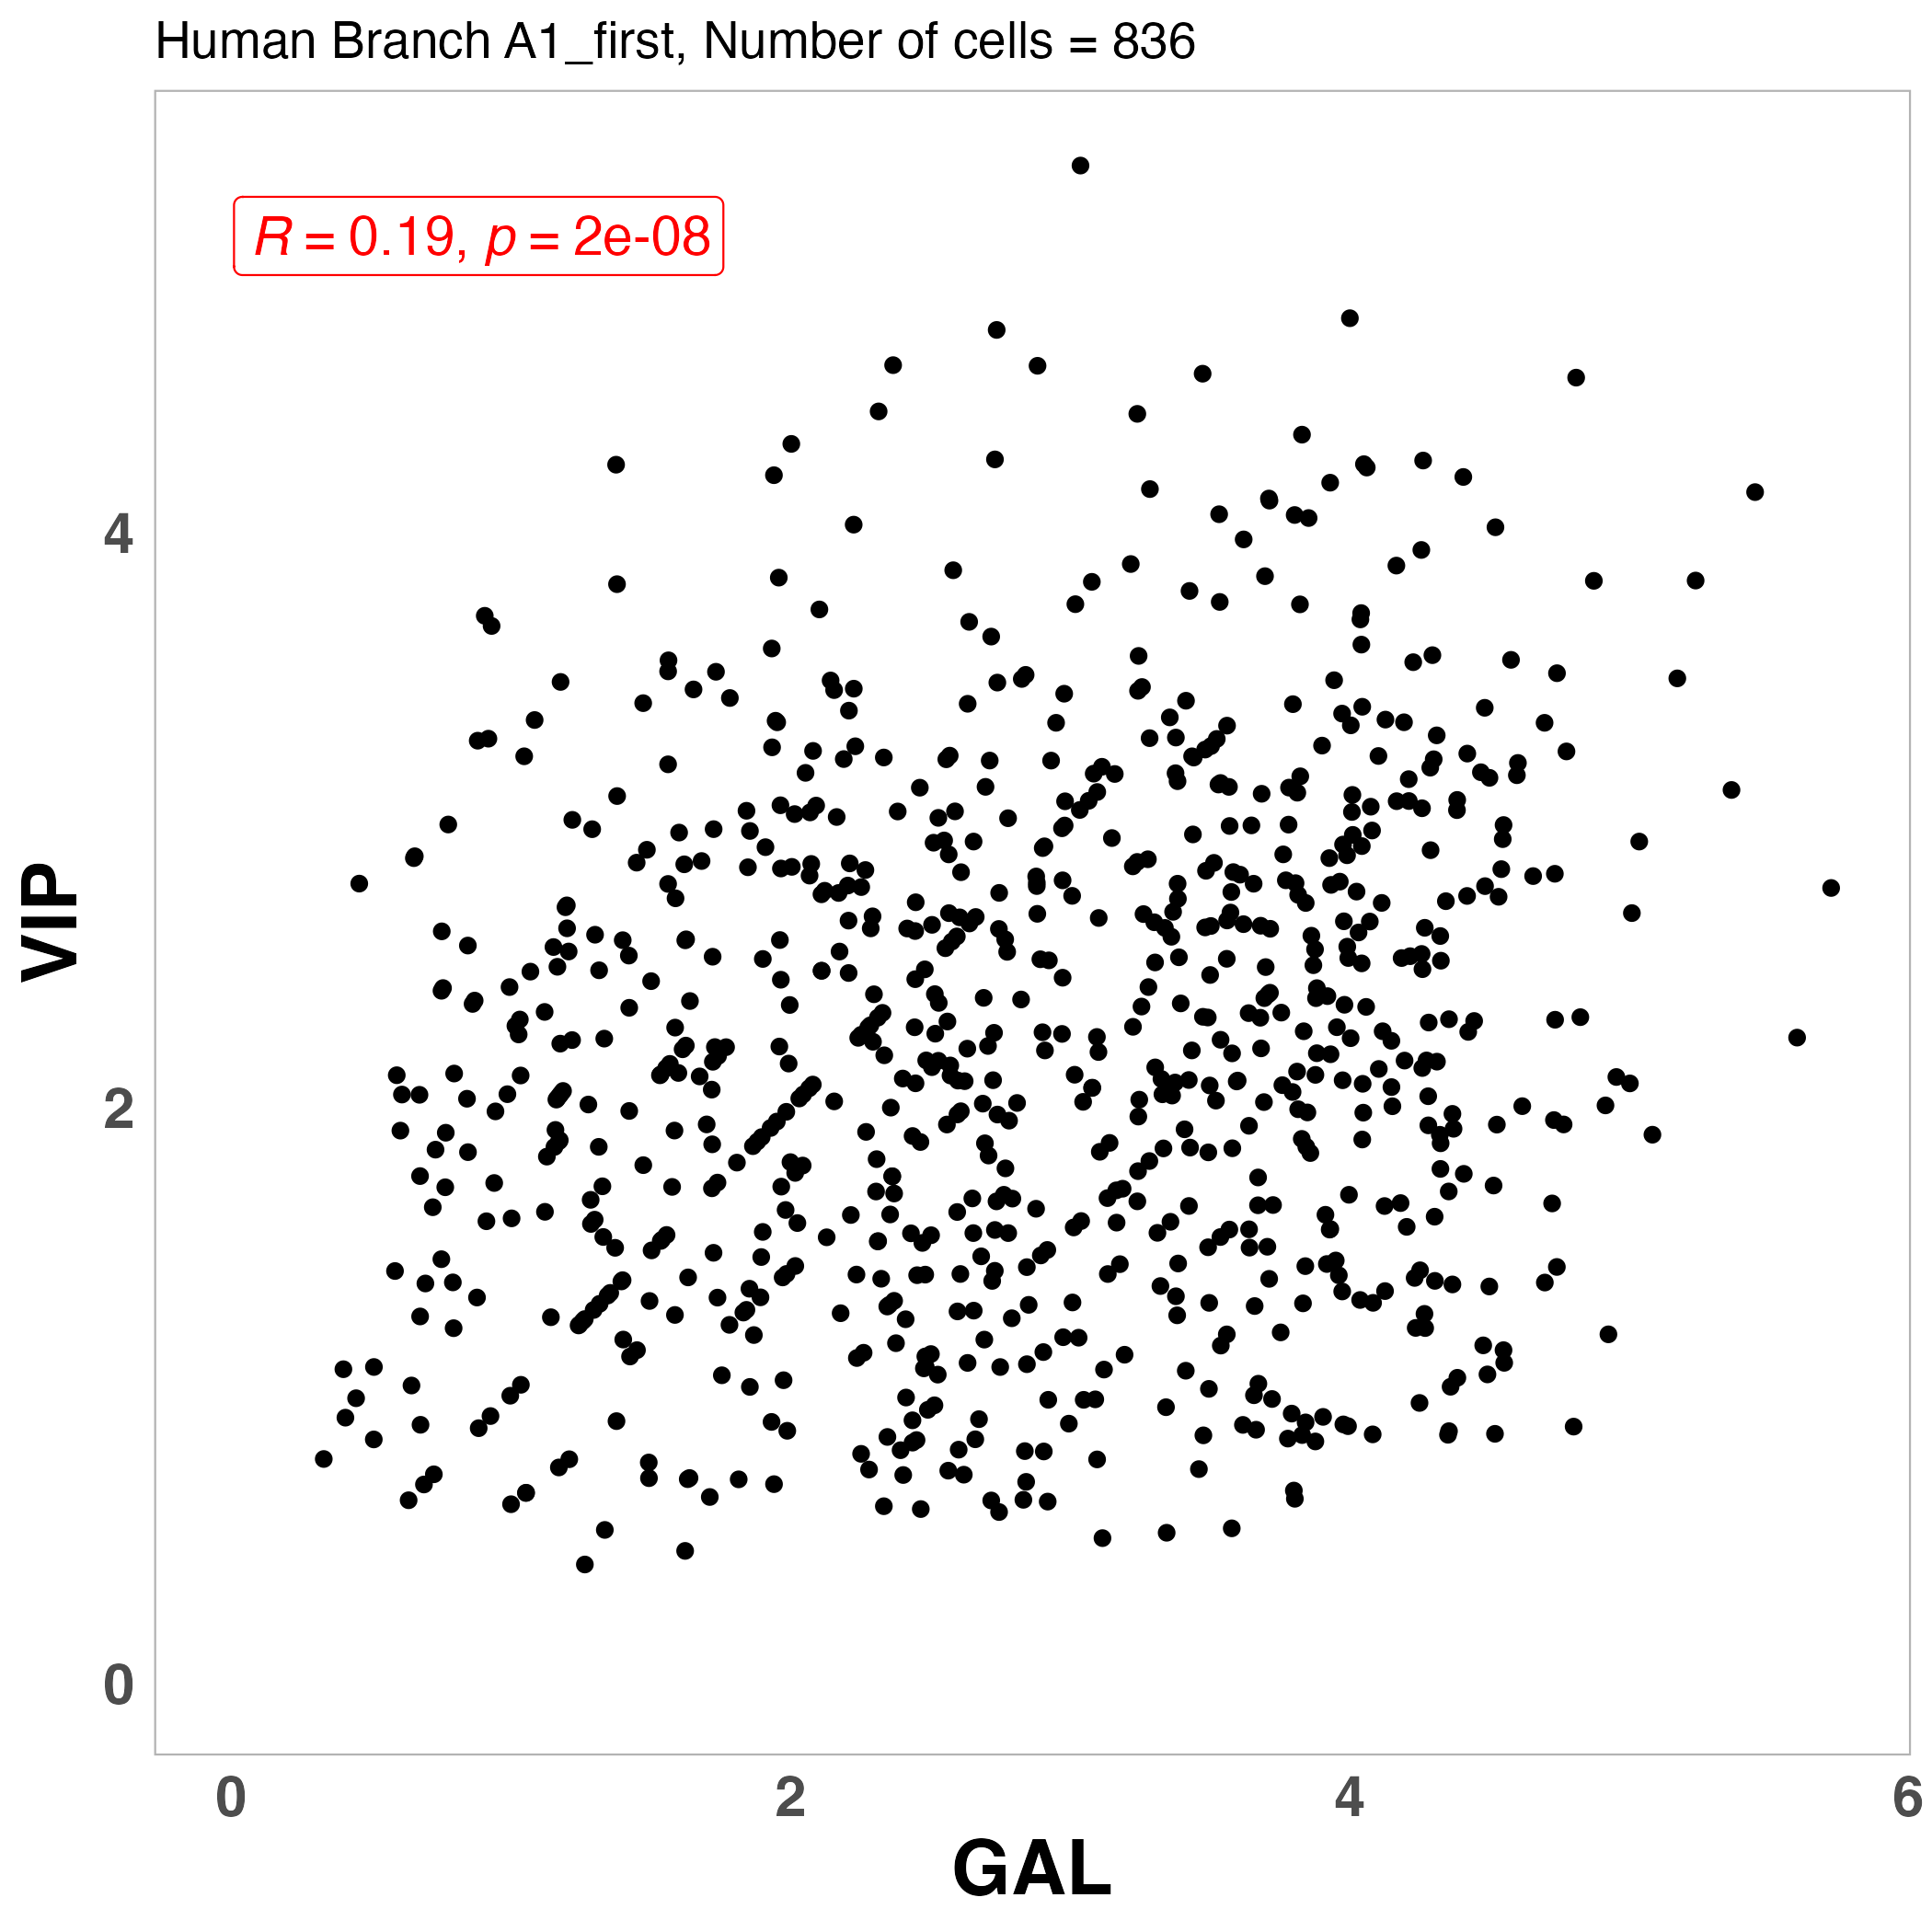 Human Branch A1_first, Number of cells = 836
R = 0.19, p = 2e-08
4
2
0
VIP
0 2 4 6
GAL